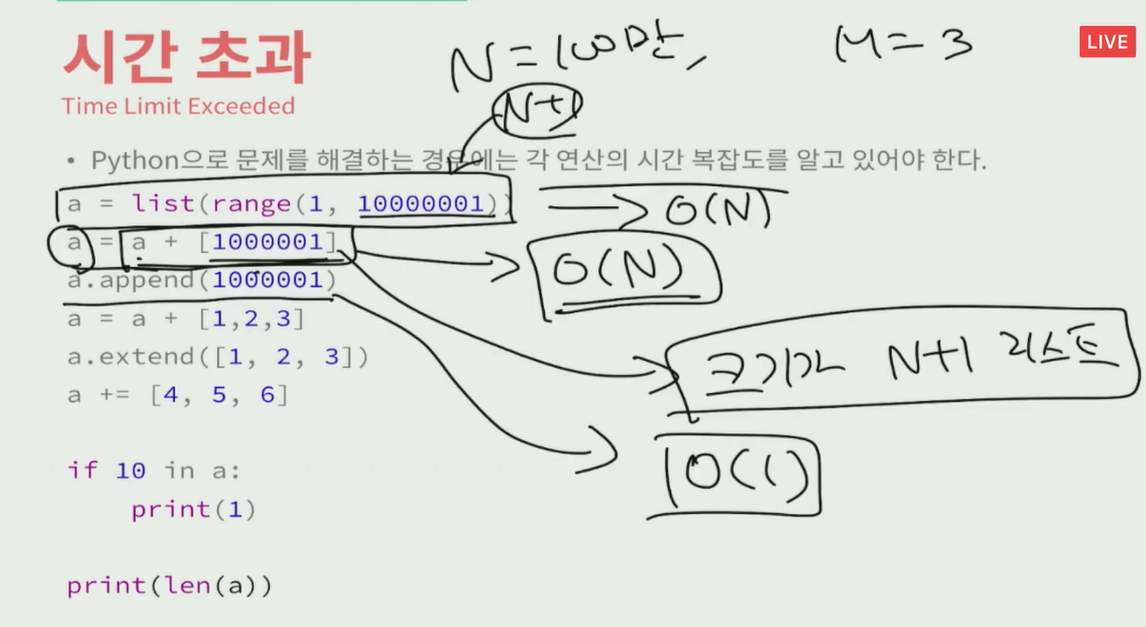 시간 초과
N=100만,
M=3
LIVE
Time Limit Exceeded
N+1
• Python으로 문제를 해결하는 경우에는 각 연산의 시간 복잡도를 알고 있어야 한다.
a = list(range(1, 10000001))
O(N)
a = a + [1000001]
O(N)
a.append(1000001)
a = a + [1,2,3]
a.extend([1, 2, 3])
크기가 N+1 리스트
a += [4, 5, 6]
O(1)
if 10 in a:
print(1)
print(len(a))